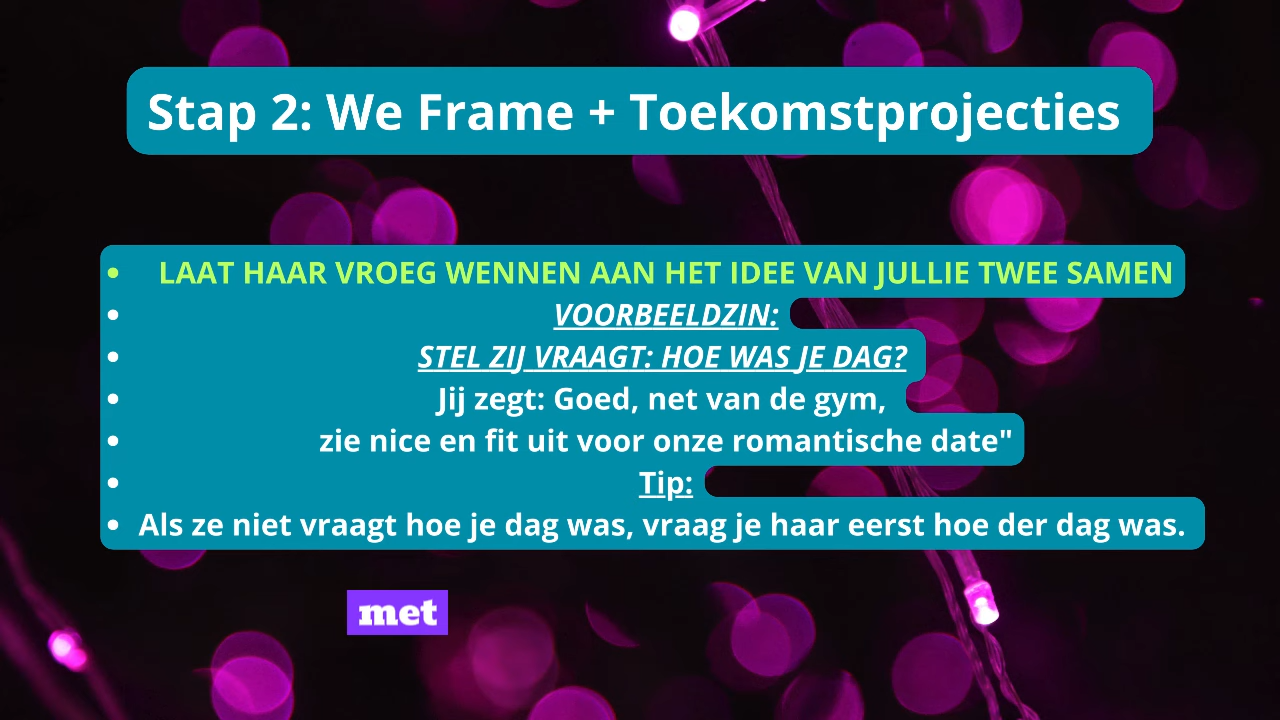 Stap 2: We Frame + Toekomstprojecties
• LAAT HAAR VROEG WENNEN AAN HET IDEE VAN JULLIE TWEE SAMEN
• VOORBEELDZIN:
• STEL ZIJ VRAAGT: HOE WAS JE DAG?
• Jij zegt: Goed, net van de gym,
• zie nice en fit uit voor onze romantische date"
• Tip:
• Als ze niet vraagt hoe je dag was, vraag je haar eerst hoe der dag was.
met